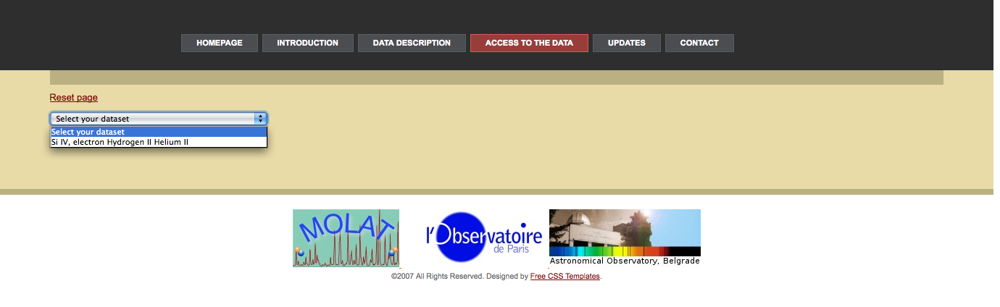 HOMEPAGE INTRODUCTION DATA DESCRIPTION ACCESS TO THE DATA UPDATES CONTACT
Reset page
Select your dataset
Select your dataset
Si IV, electron Hydrogen II Helium II
MOLAT
l'Observatoire
de Paris
Astronomical Observatory, Belgrade
©2007 All Rights Reserved. Designed by Free CSS Templates.